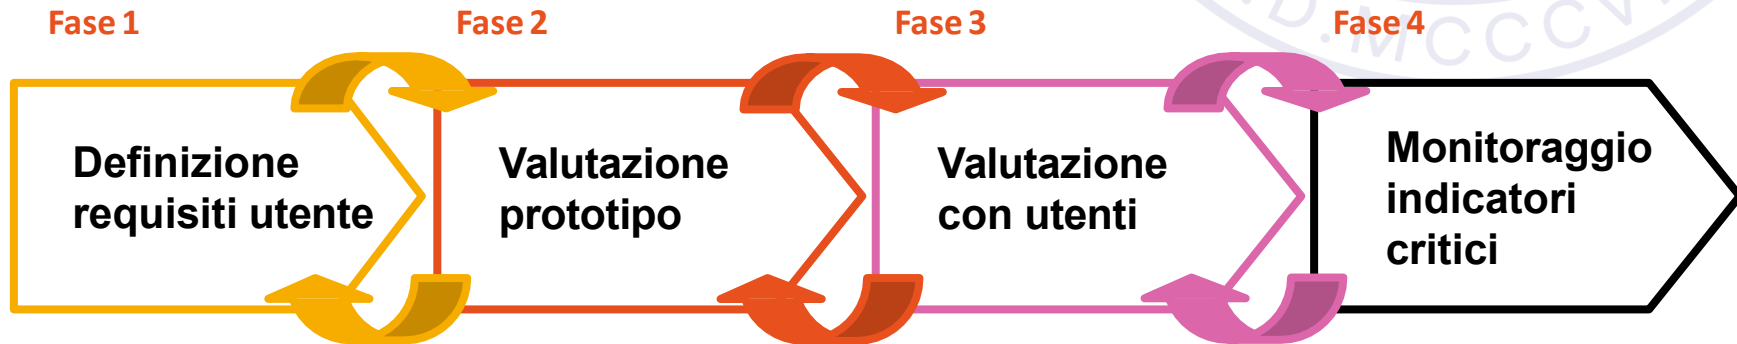 Fase 1
Fase 2
Fase 3
Fase 4
Definizione
requisiti utente
Valutazione
prototipo
Valutazione
con utenti
Monitoraggio
indicatori
critici
.D.MCCCV